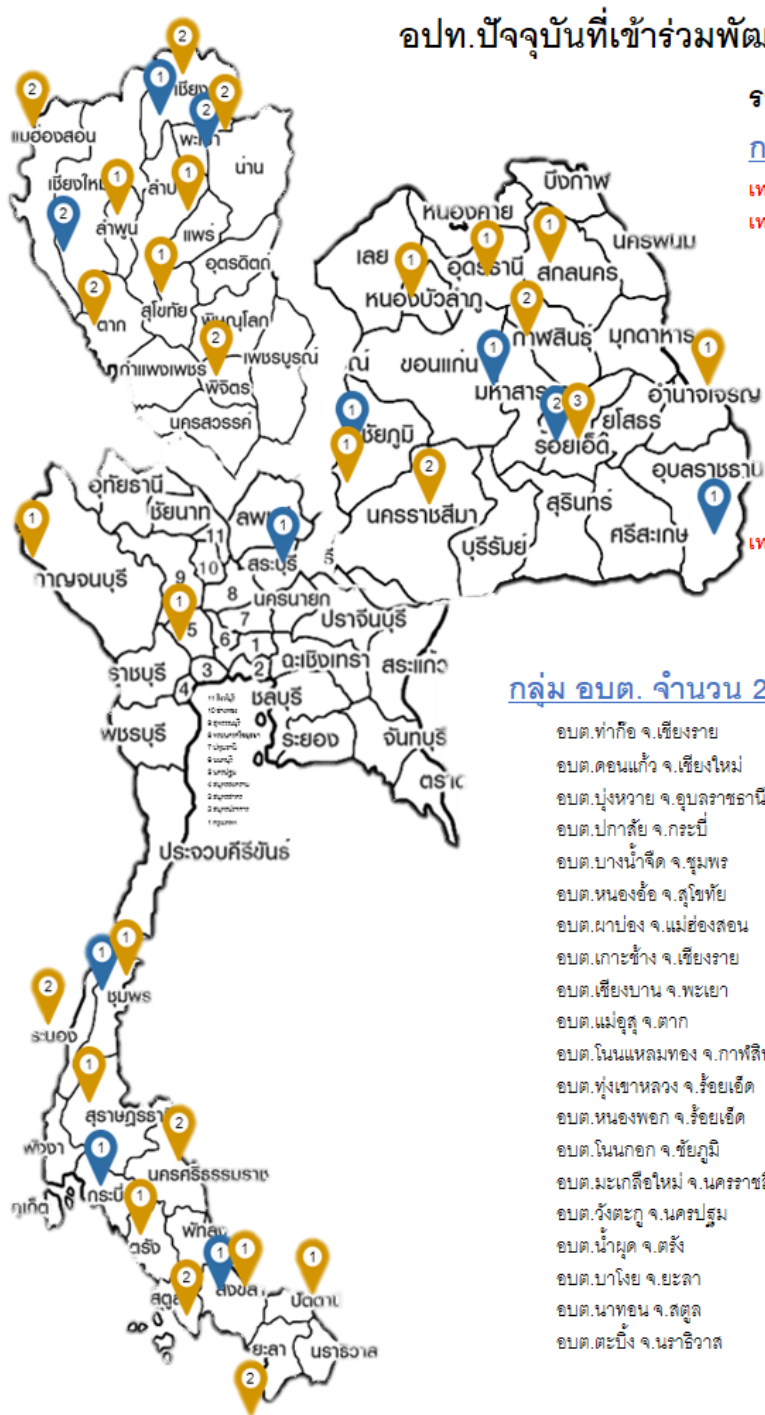 อปท.ปัจจุบันที่เข้าร่วมพัฒ
เชียง
แม่ฮ่องสอน
พะเยา
น่าน
เชียงใหม่
ลำป
ลำพูน
แพร่
อุตรดิตถ์
ตาก
สุโขทัย
พิษณุโลก
กำแพงเพชร
พิจิตร
เพชรบูรณ์
นครสวรรค์
บึงกาฬ
หนองคาย
นครพนม
เลย
อุดรธานี
สกลนคร
หนองบัวลำภู
กาฬสินธุ์
มุกดาหาร
ณ์
ขอนแก่น
มหาสาร
อำนาจเจริญ
ชัยภูมิ
ร้อยเอ็ด
ยโสธร
อุบลราชธานี
นครราชสีมา
บุรีรัมย์
สุรินทร์
ศรีสะเกษ
อุทัยธานี
ชัยนาท
ลพ
สระบุรี
กาญจนบุรี
11
10
9
8
นครนายก
ปราจีนบุรี
5
7
6
1
2
3
4
ราชบุรี
ฉะเชิงเทรา
สระแก้ว
ชลบุรี
เพชรบุรี
ระยอง
จันทบุรี
ตราด
ประจวบคีรีขันธ์
ชุมพร
ระนอง
สุราษฎรธา
พังงา
นครศรีธรรมราช
กระบี่
ภูเก็ต
ตรัง
พัทลุง
สตูล
สงขลา
ปัตตานี
ยะลา
นราธิวาส
กลุ่ม อบต. จำนวน 2
อบต.ท่าก๊อ จ.เชียงราย
อบต.ดอนแก้ว จ.เชียงใหม่
อบต.บุ่งหวาย จ.อุบลราชธานี
อบต.ปกาสัย จ.กระบี่
อบต.บางน้ำจืด จ.ชุมพร
อบต.หนองอ้อ จ.สุโขทัย
อบต.ผาบ่อง จ.แม่ฮ่องสอน
อบต.เกาะช้าง จ.เชียงราย
อบต.เชียงบาน จ.พะเยา
อบต.แม่อุสุ จ.ตาก
อบต.โนนแหลมทอง จ.กาฬสิน
อบต.ทุ่งเขาหลวง จ.ร้อยเอ็ด
อบต.หนองพอก จ.ร้อยเอ็ด
อบต.โนนกอก จ.ชัยภูมิ
อบต.มะเกลือใหม่ จ.นครราชสี
อบต.วังตะกู จ.นครปฐม
อบต.น้ำผุด จ.ตรัง
อบต.บาโงย จ.ยะลา
อบต.นาทอน จ.สตูล
อบต.ตะบิ้ง จ.นราธิวาส